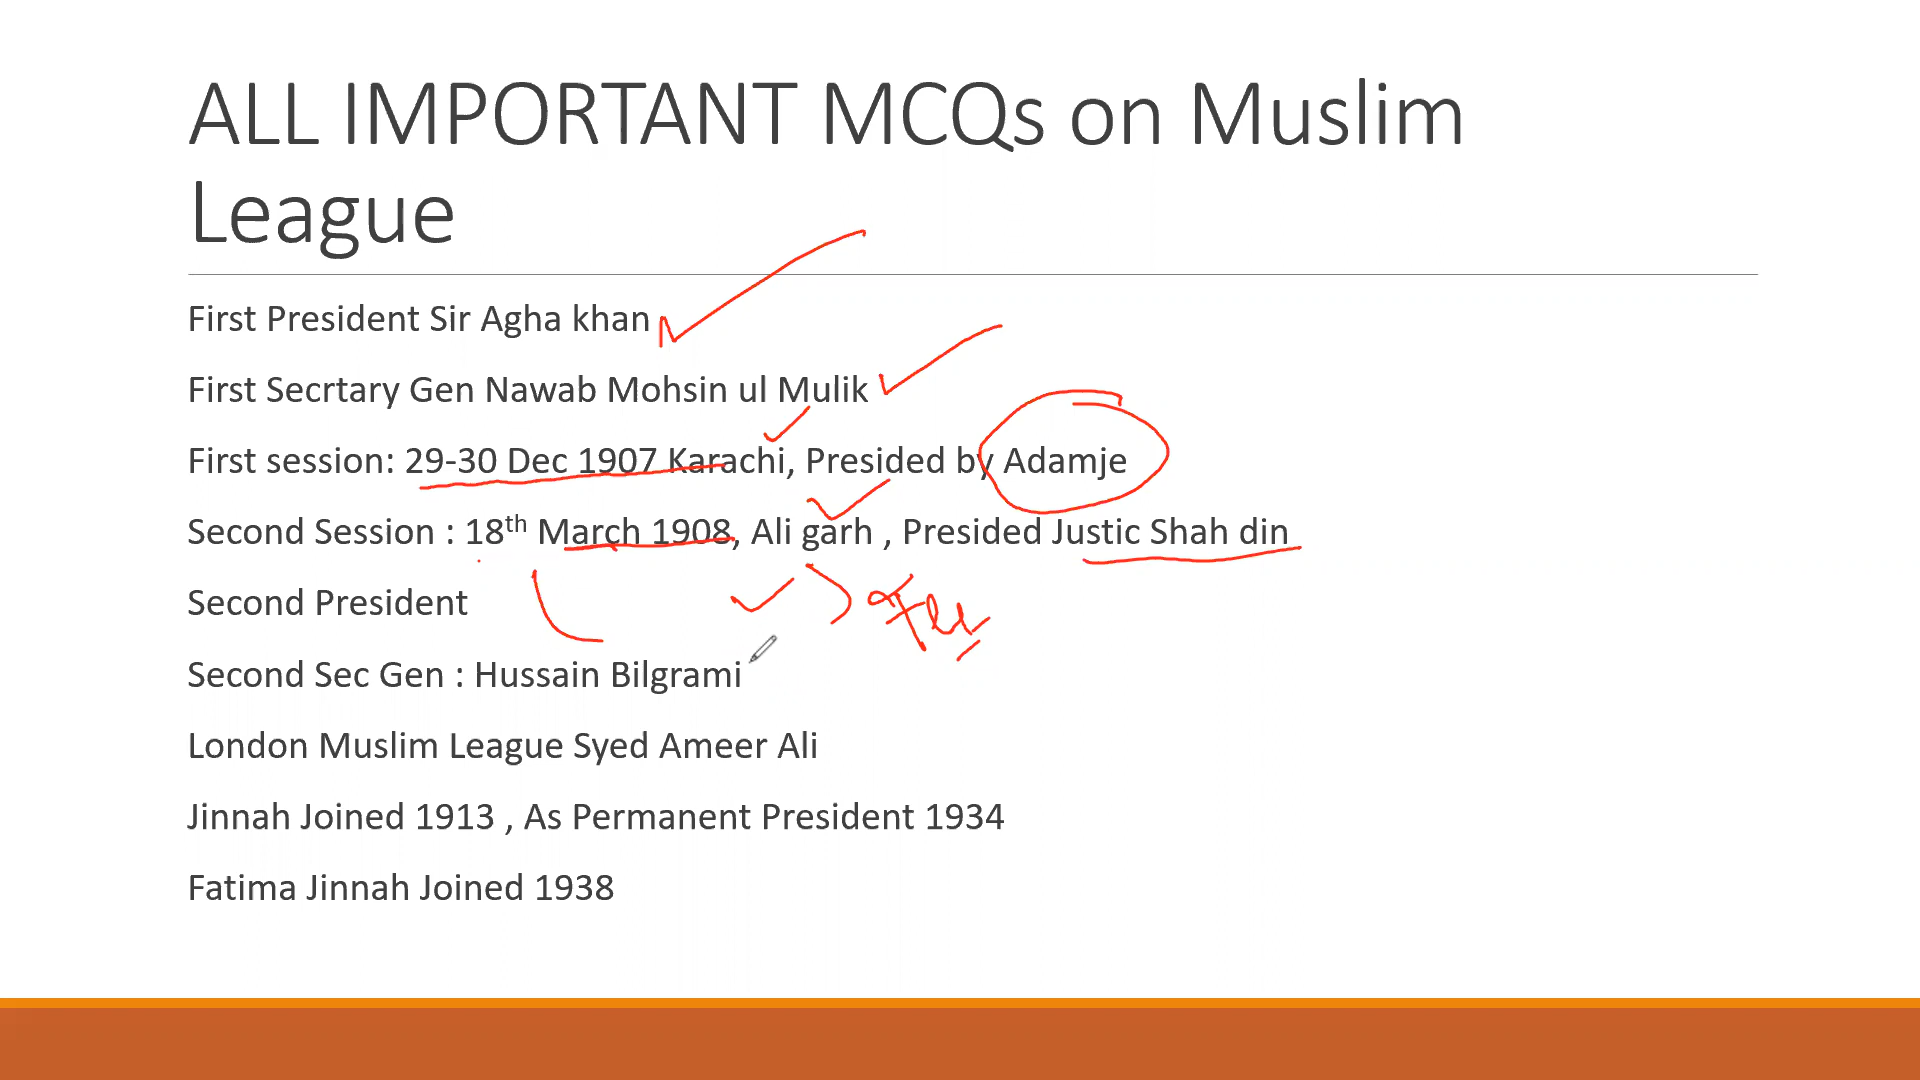 ALL IMPORTANT MCQs on Muslim
League
First President Sir Agha khan
First Secrtary Gen Nawab Mohsin ul Mulik
First session: 29-30 Dec 1907 Karachi, Presided by Adamje
Second Session : 18th March 1908, Ali garh , Presided Justic Shah din
Second President
Second Sec Gen : Hussain Bilgrami
London Muslim League Syed Ameer Ali
Jinnah Joined 1913 , As Permanent President 1934
Fatima Jinnah Joined 1938